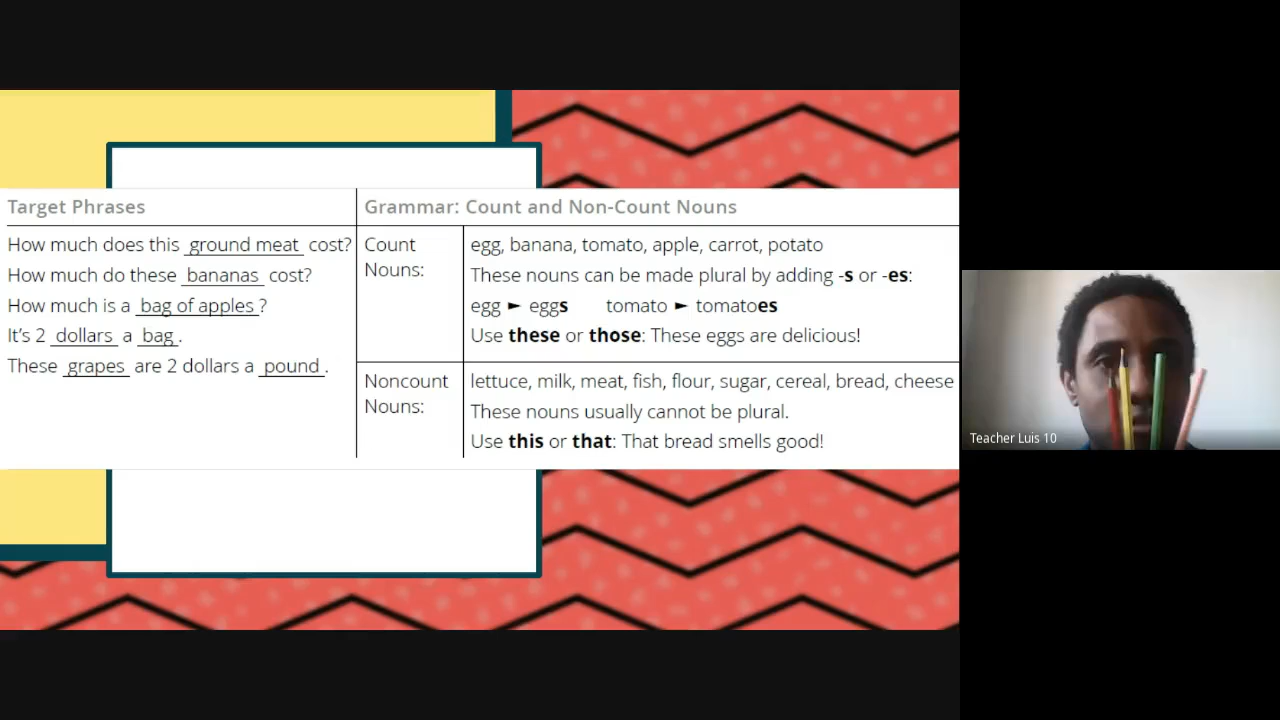 Target Phrases
How much does this ground meat cost?
How much do these bananas cost?
How much is a bag of apples ?
It's 2 dollars a bag .
These grapes are 2 dollars a pound .
Grammar: Count and Non-Count Nouns
Count
Nouns:
egg, banana, tomato, apple, carrot, potato
These nouns can be made plural by adding -s or -es:
egg ► eggs tomato ► tomatoes
Use these or those: These eggs are delicious!
Noncount
Nouns:
lettuce, milk, meat, fish, flour, sugar, cereal, bread, cheese
These nouns usually cannot be plural.
Use this or that: That bread smells good!
Teacher Luis 10